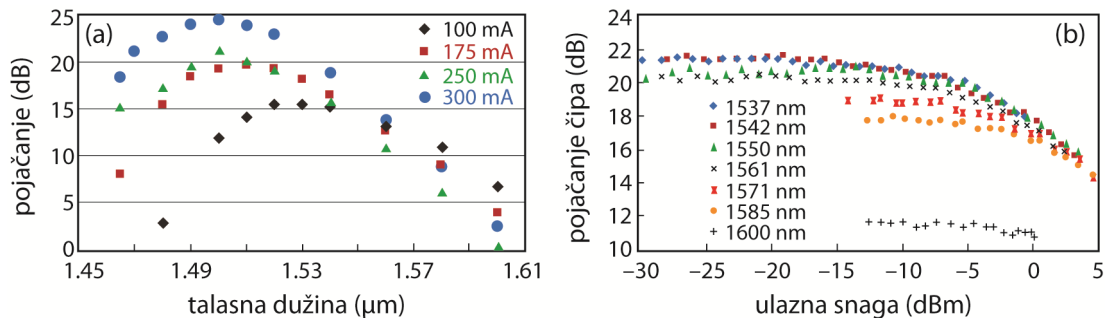 (a)
100 mA
175 mA
250 mA
300 mA
pojačanje (dB)
25
20
15
10
5
0
1.45
1.49
1.53
1.57
1.61
talasna dužina (μm)
(b)
pojačanje čipa (dB)
22
20
18
16
14
12
10
1537 nm
1542 nm
1550 nm
1561 nm
1571 nm
1585 nm
1600 nm
−30
−25
−20
−15
−10
−5
0
5
ulazna snaga (dBm)